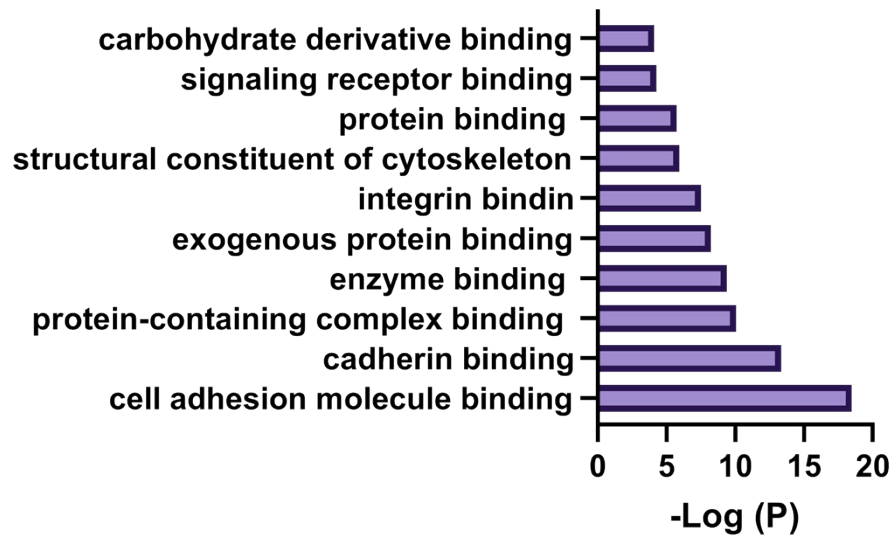 carbohydrate derivative binding
signaling receptor binding
protein binding
structural constituent of cytoskeleton
integrin bindin
exogenous protein binding
enzyme binding
protein-containing complex binding
cadherin binding
cell adhesion molecule binding
0 5 10 15 20
-Log (P)